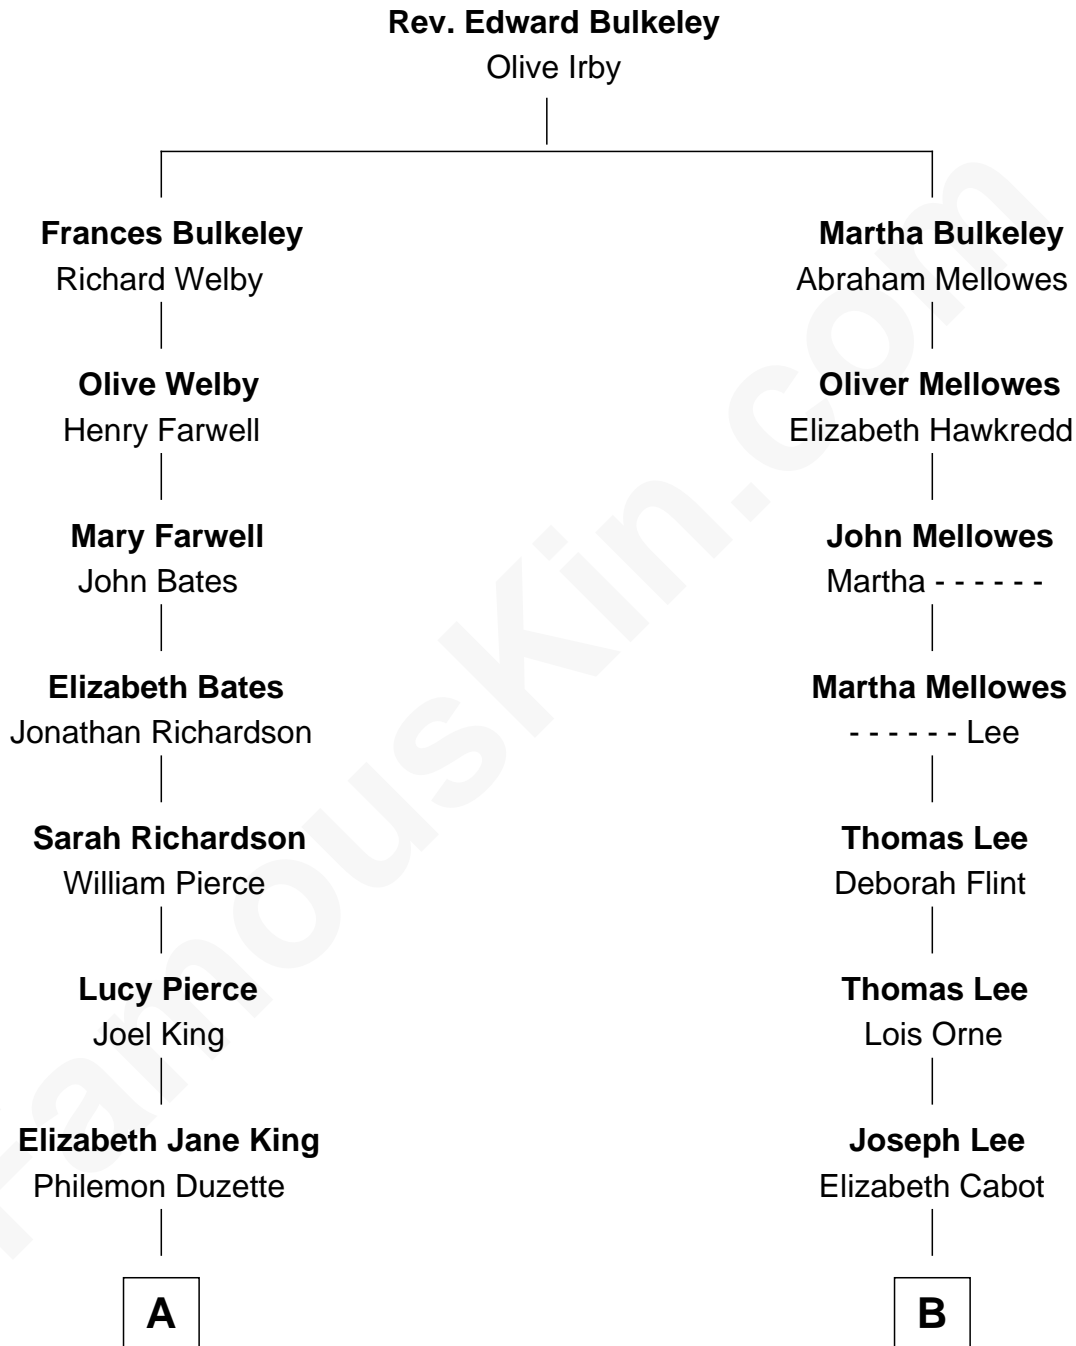 Rev. Edward Bulkeley
Olive Irby
Frances Bulkeley
Richard Welby
Martha Bulkeley
Abraham Mellowes
Olive Welby
Henry Farwell
Oliver Mellowes
Elizabeth Hawkredd
Mary Farwell
John Bates
John Mellowes
Martha - - - - - -
Elizabeth Bates
Jonathan Richardson
Martha Mellowes
- - - - - - Lee
Sarah Richardson
William Pierce
Thomas Lee
Deborah Flint
Lucy Pierce
Joel King
Thomas Lee
Lois Orne
Elizabeth Jane King
Philemon Duzette
Joseph Lee
Elizabeth Cabot
A
B
FamousKin.com